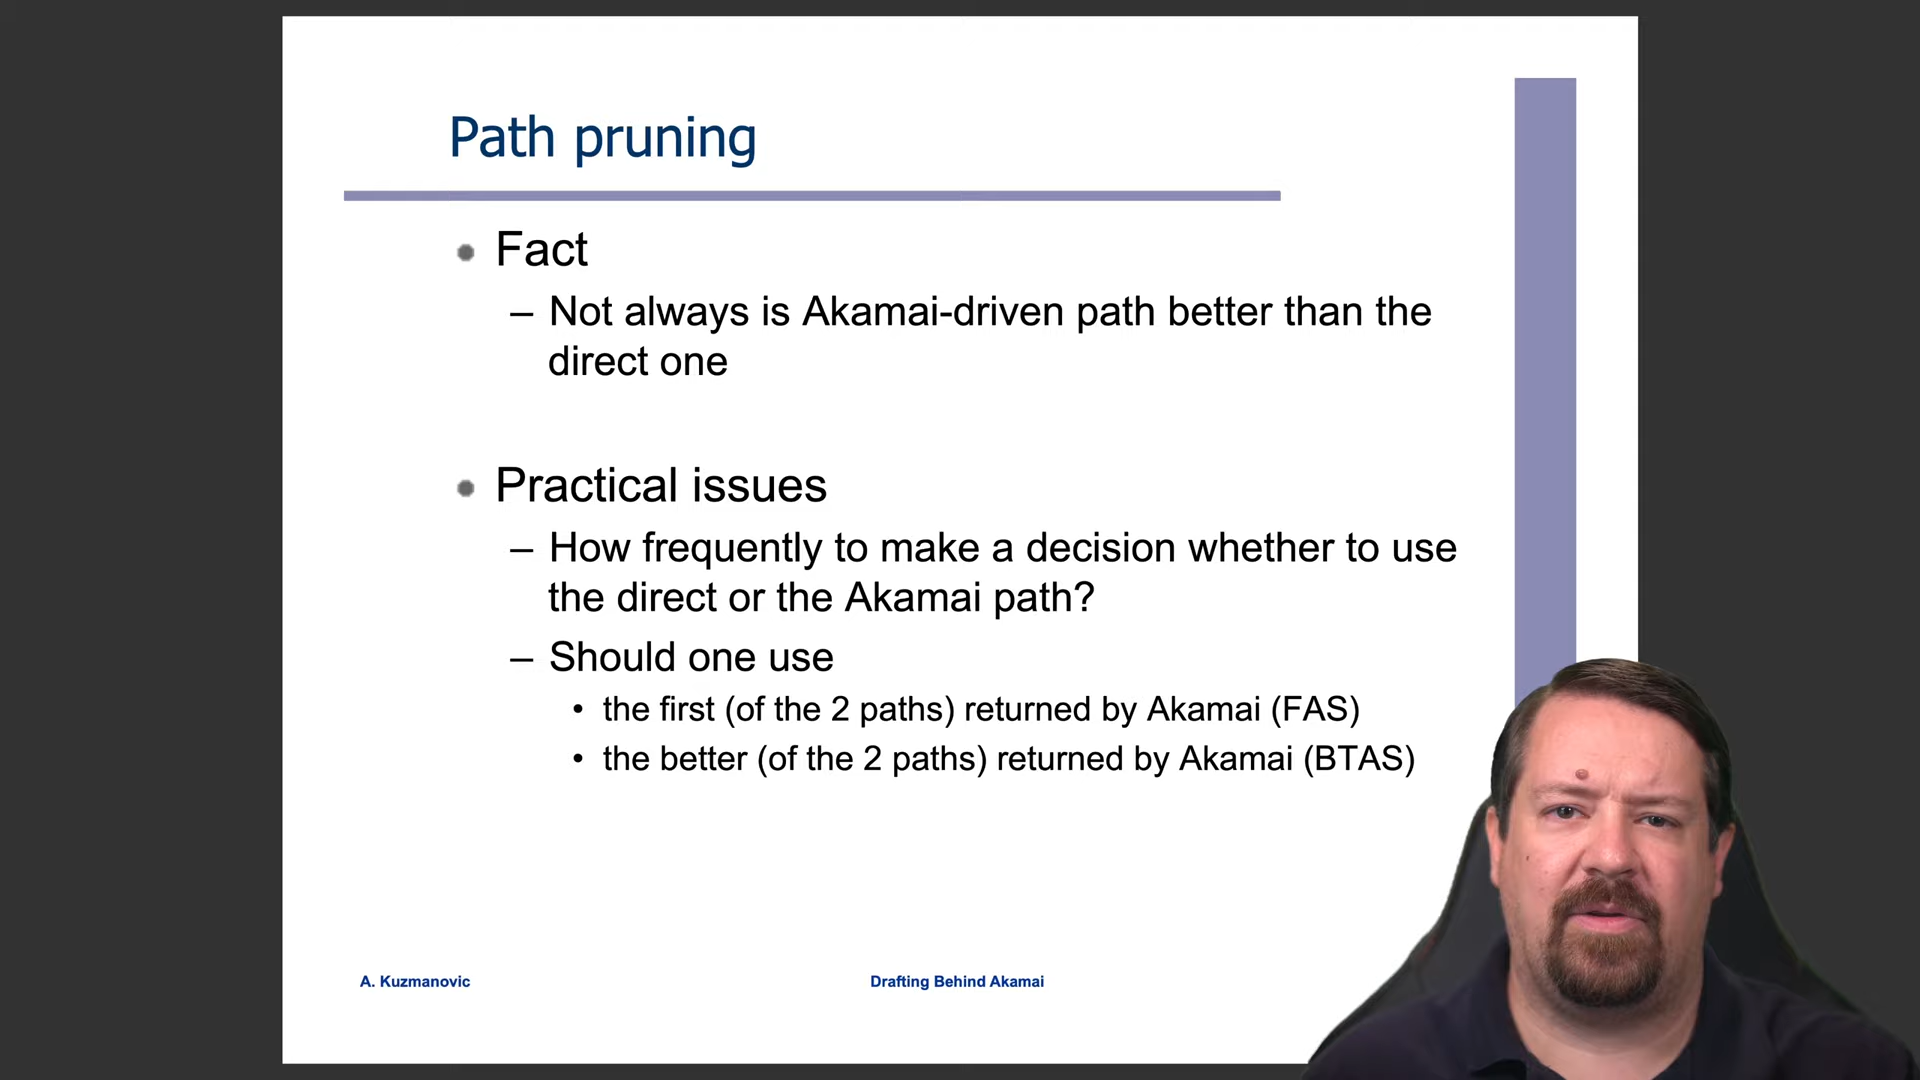 Path pruning
Fact
– Not always is Akamai-driven path better than the
direct one
Practical issues
– How frequently to make a decision whether to use
the direct or the Akamai path?
– Should one use
• the first (of the 2 paths) returned by Akamai (FAS)
• the better (of the 2 paths) returned by Akamai (BTAS)
A. Kuzmanovic
Drafting Behind Akamai